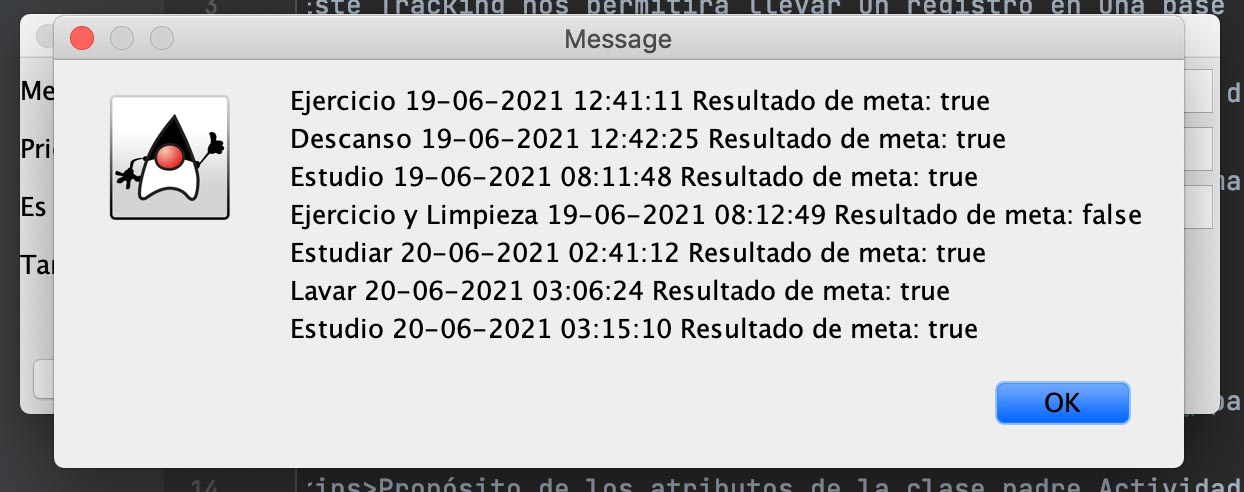 3 ste Tracking nos permitirá llevar un registro en una base
Message
Me
Ejercicio 19-06-2021 12:41:11 Resultado de meta: true
d
Descanso 19-06-2021 12:42:25 Resultado de meta: true
Estudio 19-06-2021 08:11:48 Resultado de meta: true
Es
Ejercicio y Limpieza 19-06-2021 08:12:49 Resultado de meta: false
Estudiar 20-06-2021 02:41:12 Resultado de meta: true
Lavar 20-06-2021 03:06:24 Resultado de meta: true
Estudio 20-06-2021 03:15:10 Resultado de meta: true
OK
pa
14 ins>Propósito de los atributos de la clase padre Actividad